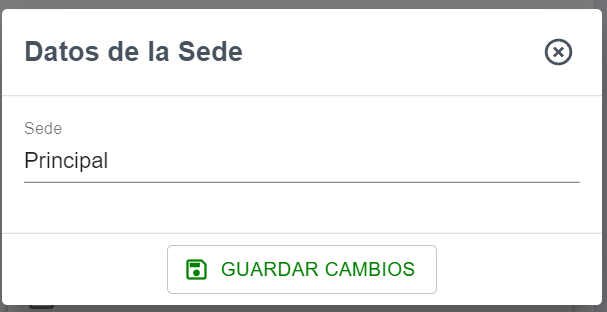 Datos de la Sede
Sede
Principal
GUARDAR CAMBIOS